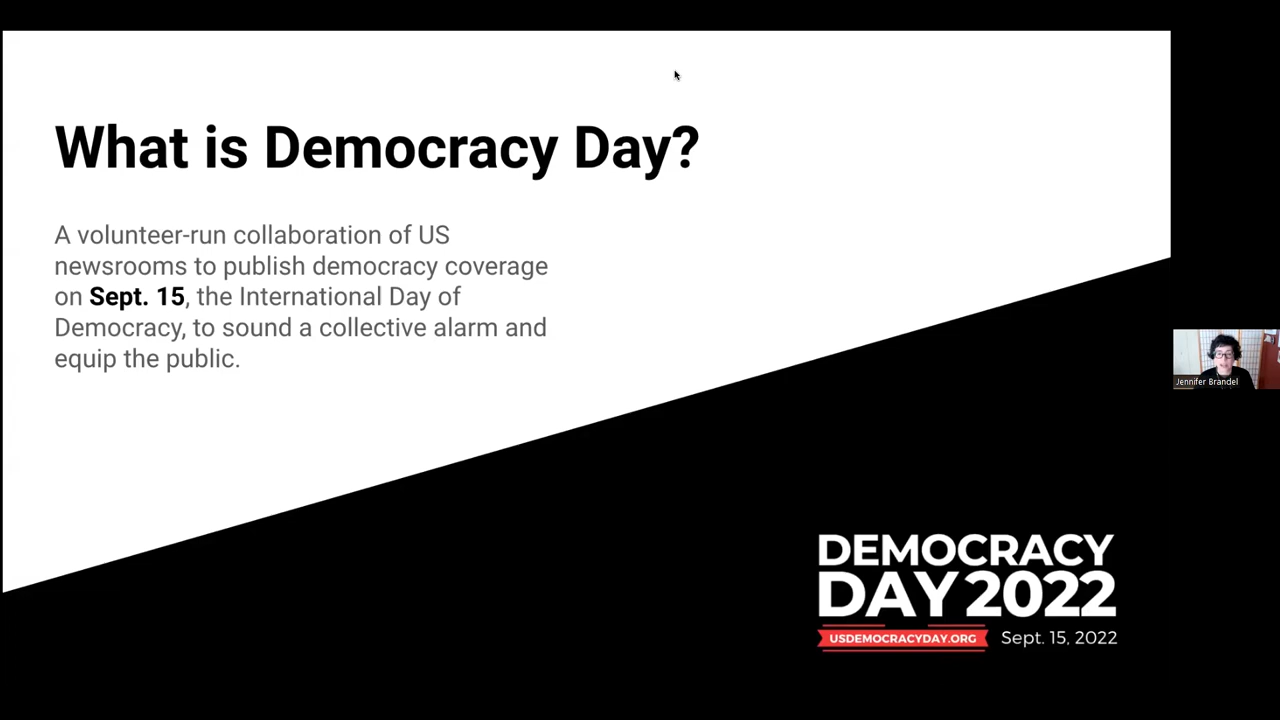 What is Democracy Day?
A volunteer-run collaboration of US
newsrooms to publish democracy coverage
on Sept. 15, the International Day of
Democracy, to sound a collective alarm and
equip the public.
Jennifer Brandel
DEMOCRACY
DAY 2022
USDEMOCRACYDAY.ORG Sept. 15, 2022